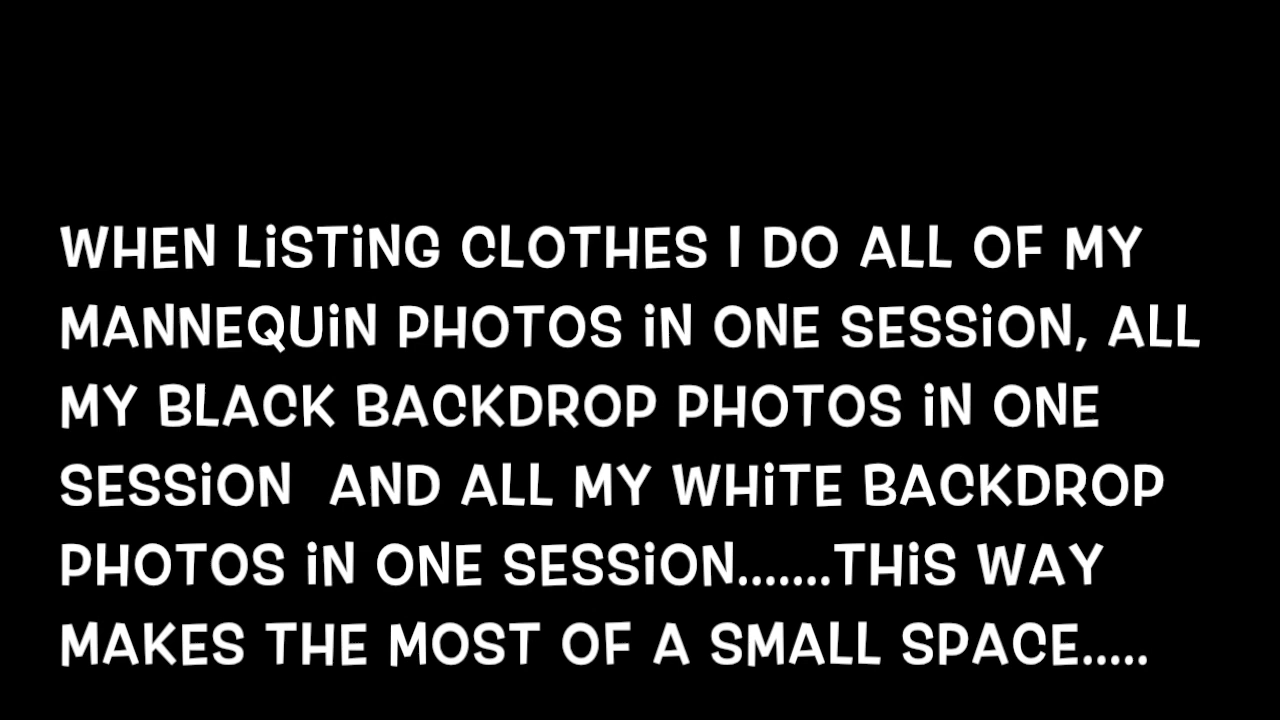 WHEN LiSTiNG CLOTHES I DO ALL OF MY
MANNEQUiN PHOTOS iN ONE SESSiON, ALL
MY BLACK BACKDROP PHOTOS iN ONE
SESSiON  AND ALL MY WHiTE BACKDROP
PHOTOS iN ONE SESSiON.......THiS WAY
MAKES THE MOST OF A SMALL SPACE.....